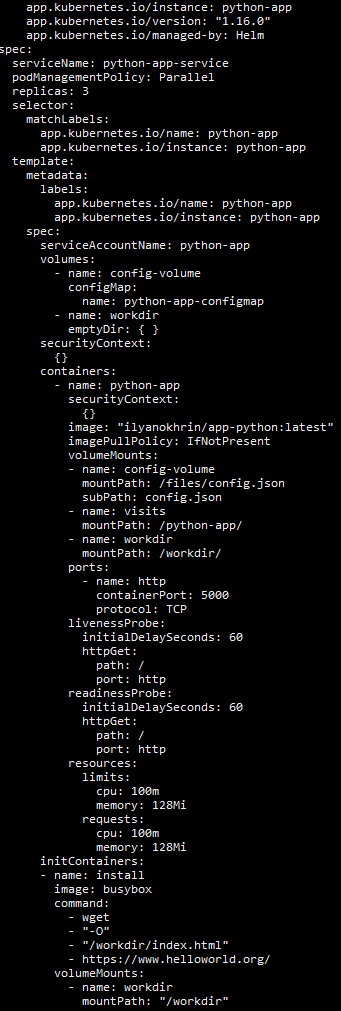 app.kubernetes.io/instance: python-app
    app.kubernetes.io/version: "1.16.0"
    app.kubernetes.io/managed-by: Helm
spec:
  serviceName: python-app-service
  podManagementPolicy: Parallel
  replicas: 3
  selector:
    matchLabels:
      app.kubernetes.io/name: python-app
      app.kubernetes.io/instance: python-app
  template:
    metadata:
      labels:
        app.kubernetes.io/name: python-app
        app.kubernetes.io/instance: python-app
    spec:
      serviceAccountName: python-app
      volumes:
        - name: config-volume
          configMap:
            name: python-app-configmap
        - name: workdir
          emptyDir: { }
      securityContext:
        {}
      containers:
        - name: python-app
          securityContext:
            {}
          image: "ilyanokhrin/app-python:latest"
          imagePullPolicy: IfNotPresent
          volumeMounts:
          - name: config-volume
            mountPath: /files/config.json
            subPath: config.json
          - name: visits
            mountPath: /python-app/
          - name: workdir
            mountPath: /workdir/
          ports:
            - name: http
              containerPort: 5000
              protocol: TCP
          livenessProbe:
            initialDelaySeconds: 60
            httpGet:
              path: /
              port: http
          readinessProbe:
            initialDelaySeconds: 60
            httpGet:
              path: /
              port: http
          resources:
            limits:
              cpu: 100m
              memory: 128Mi
            requests:
              cpu: 100m
              memory: 128Mi
      initContainers:
      - name: install
        image: busybox
        command:
          - wget
          - "-O"
          - "/workdir/index.html"
          - https://www.helloworld.org/
        volumeMounts:
          - name: workdir
            mountPath: "/workdir"